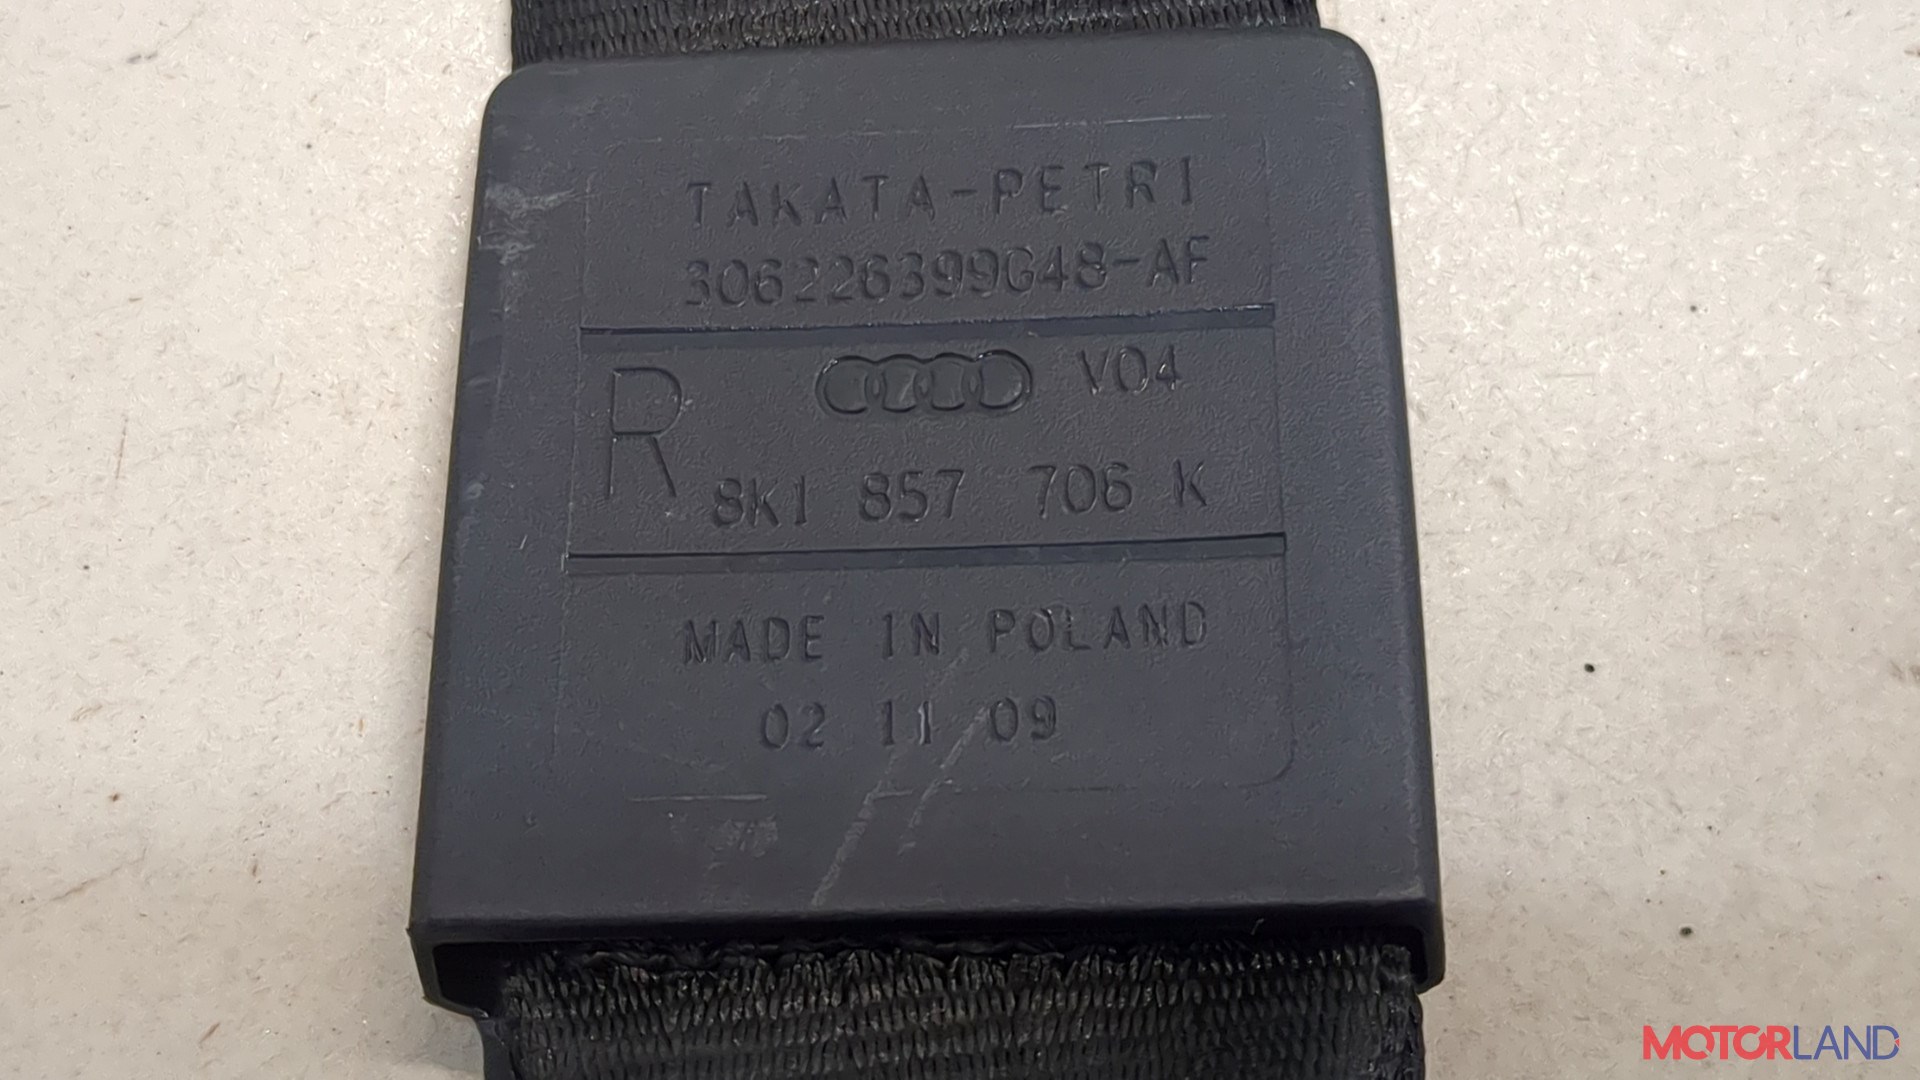 TAKATA-PETRI
306226399G48-AF
R V04
8K1 857 706 K
MADE IN POLAND
02 11 09
MOTORLAND